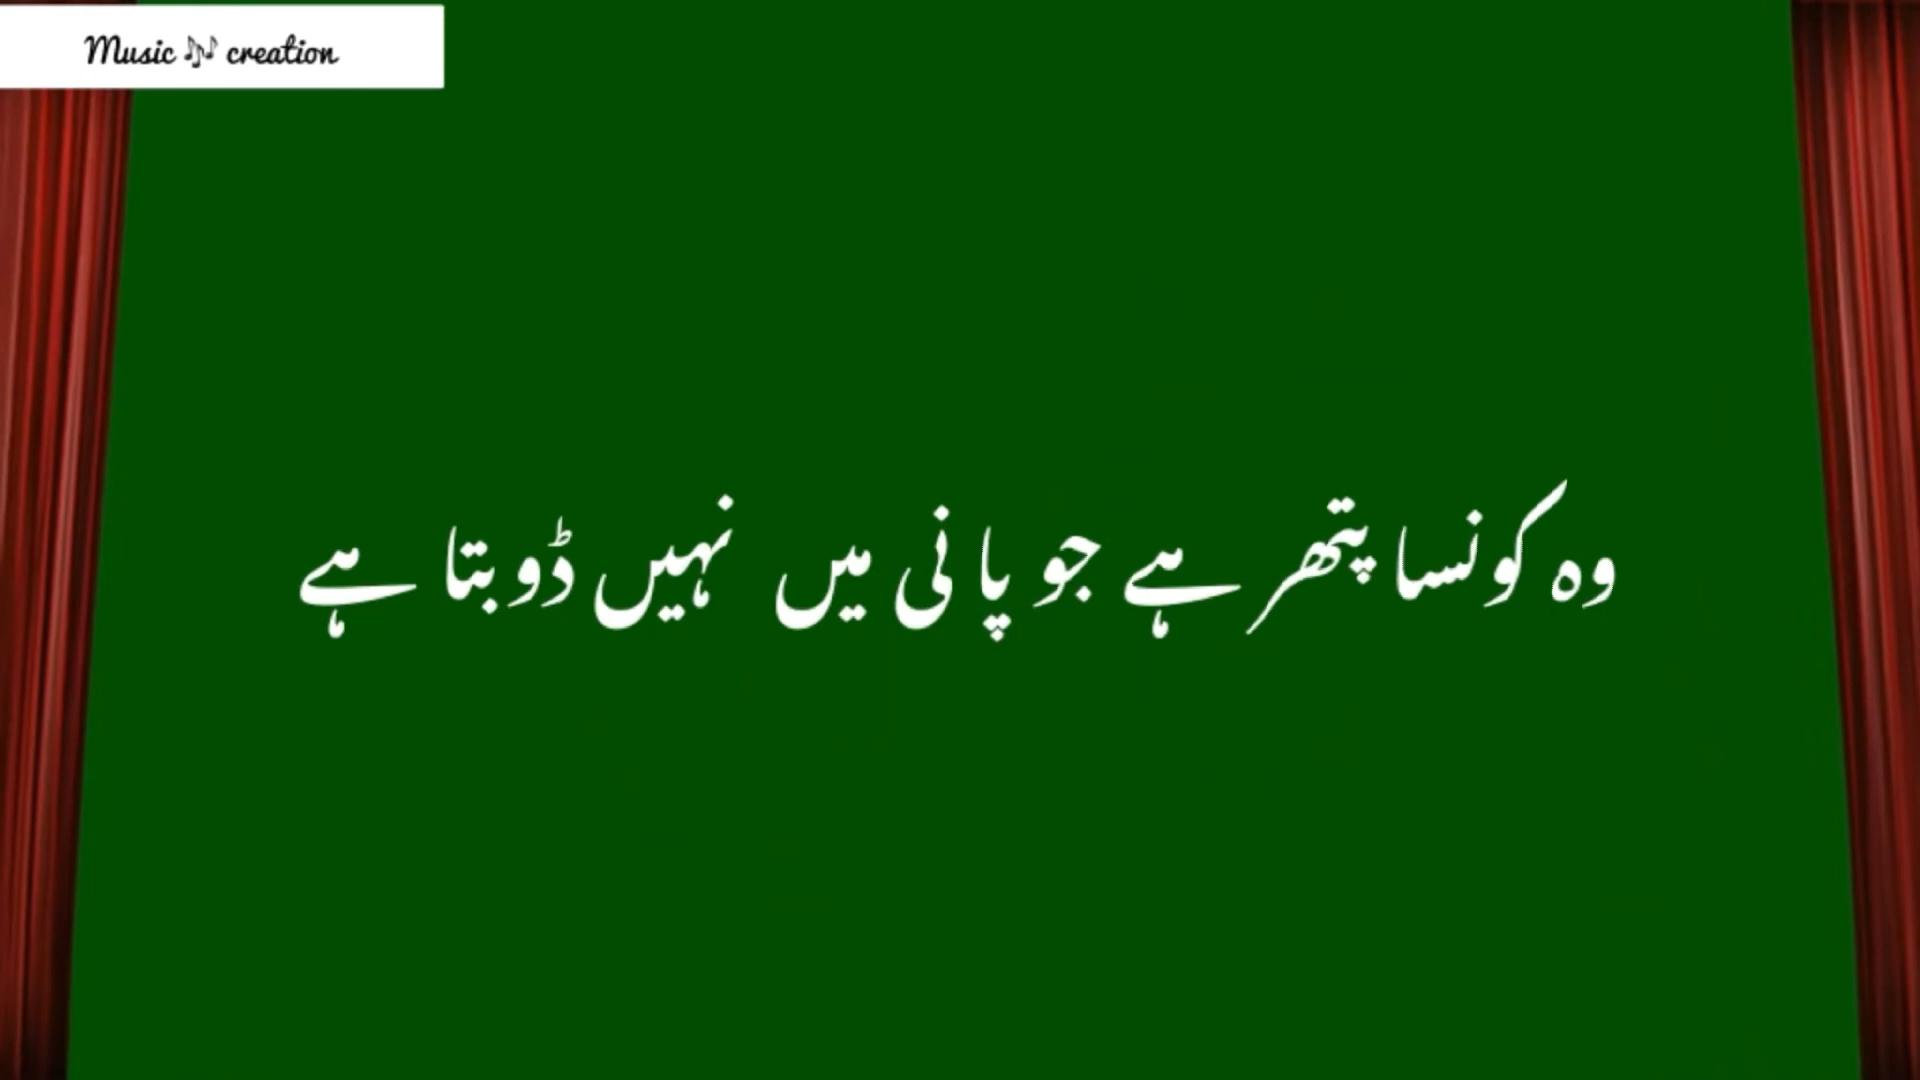 Music 🎶 creation
وہ کونسا پتھر ہے جو پانی میں نہیں ڈوبتا ہے